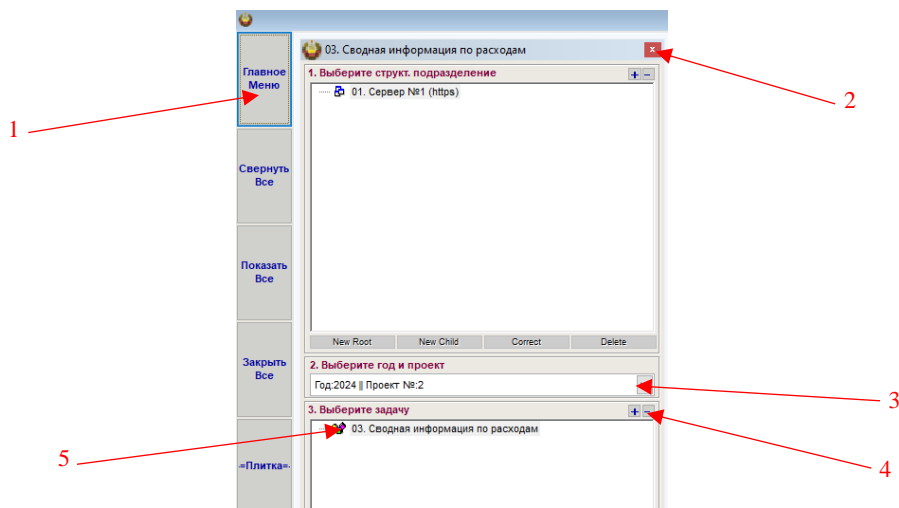 03. Сводная информация по расходам
x
Главное
Меню
1. Выберите структ. подразделение
+ -
01. Сервер №1 (https)
1
2
Свернуть
Все
Показать
Все
New Root New Child Correct Delete
Закрыть
Все
2. Выберите год и проект
Год:2024 | Проект №:2
3
3. Выберите задачу
+ -
03. Сводная информация по расходам
5
=Плитка=
4